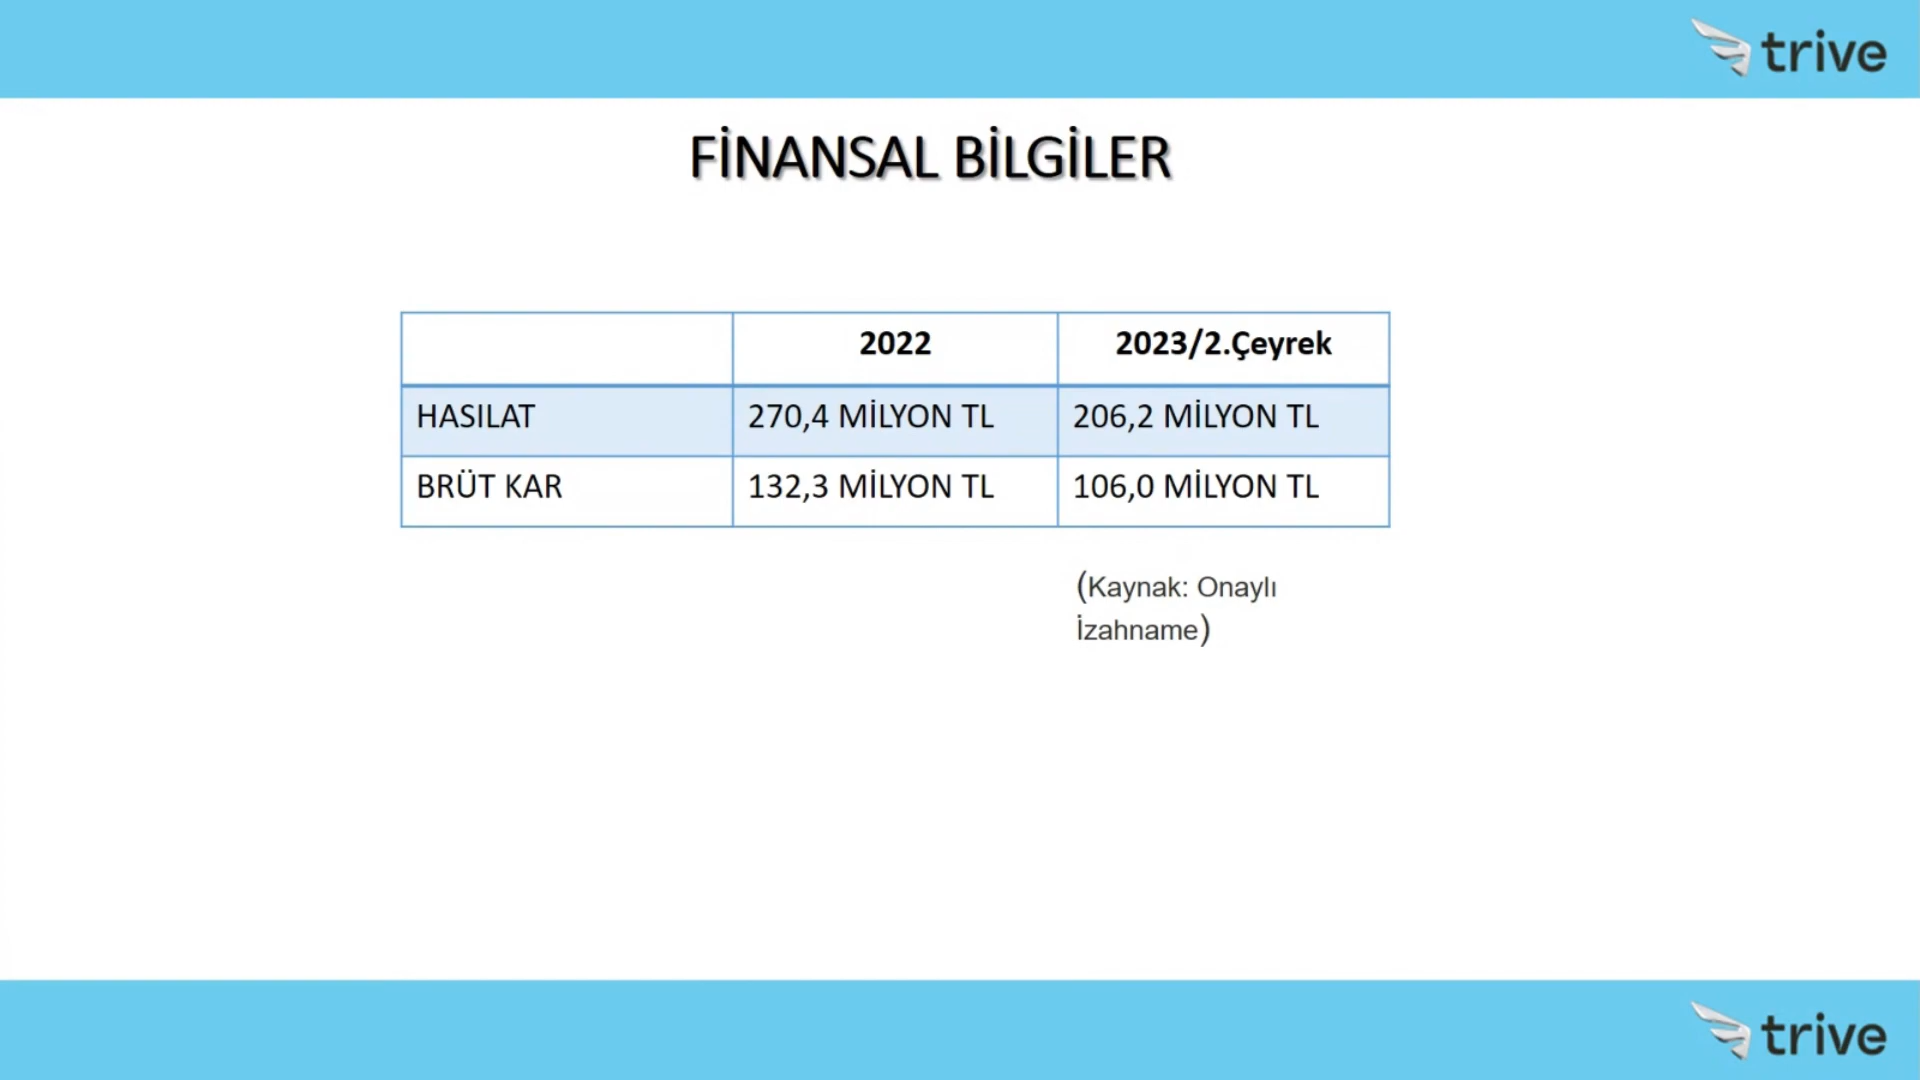 trive
FİNANSAL BİLGİLER
2022 2023/2.Çeyrek
HASILAT 270,4 MİLYON TL 206,2 MİLYON TL
BRÜT KAR 132,3 MİLYON TL 106,0 MİLYON TL
(Kaynak: Onaylı
İzahname)
trive